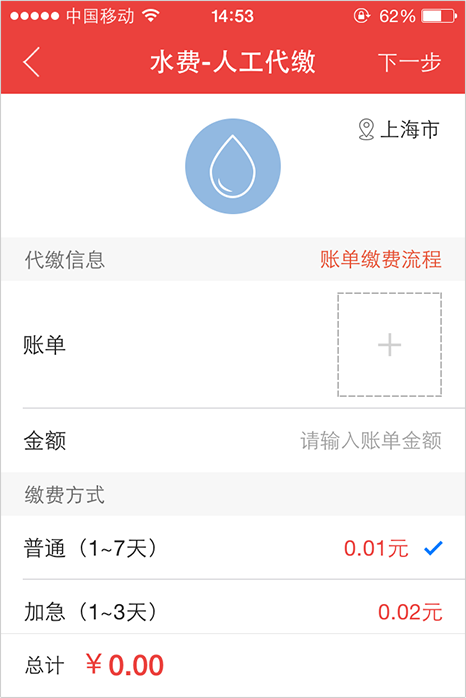 中国移动 14:53 62%
水费-人工代缴 下一步
上海市
代缴信息 账单缴费流程
账单
金额 请输入账单金额
缴费方式
普通（1~7天） 0.01元
加急（1~3天） 0.02元
总计 ￥0.00